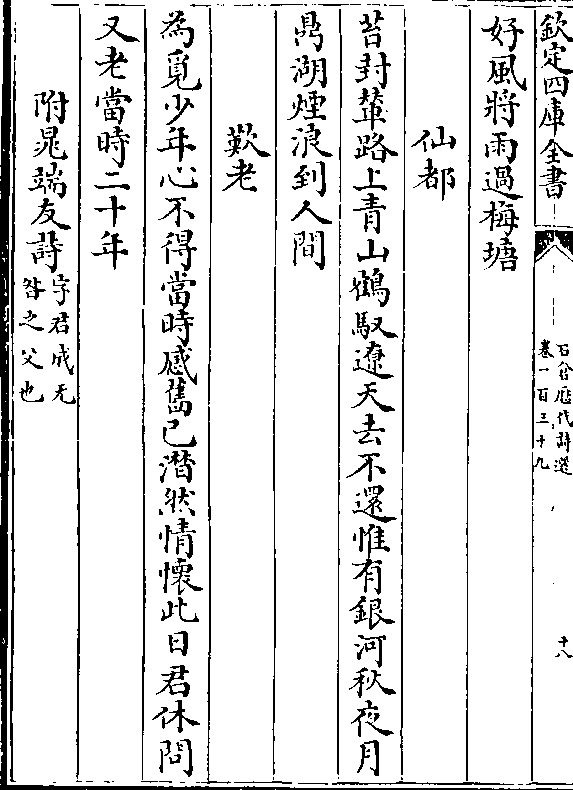 欽定四庫全書
石倉歷代詩選
卷一百三十九
十八
好風將雨過梅塘
仙都
苔封輦路上青山鶴馭遼天去不還惟有銀河秋夜月
鼎湖煙浪到人間
歎老
為覓少年心不得當時感舊已潸然情懷此日君休問
又老當時二十年
附晁端友詩字君成无
咎之父也